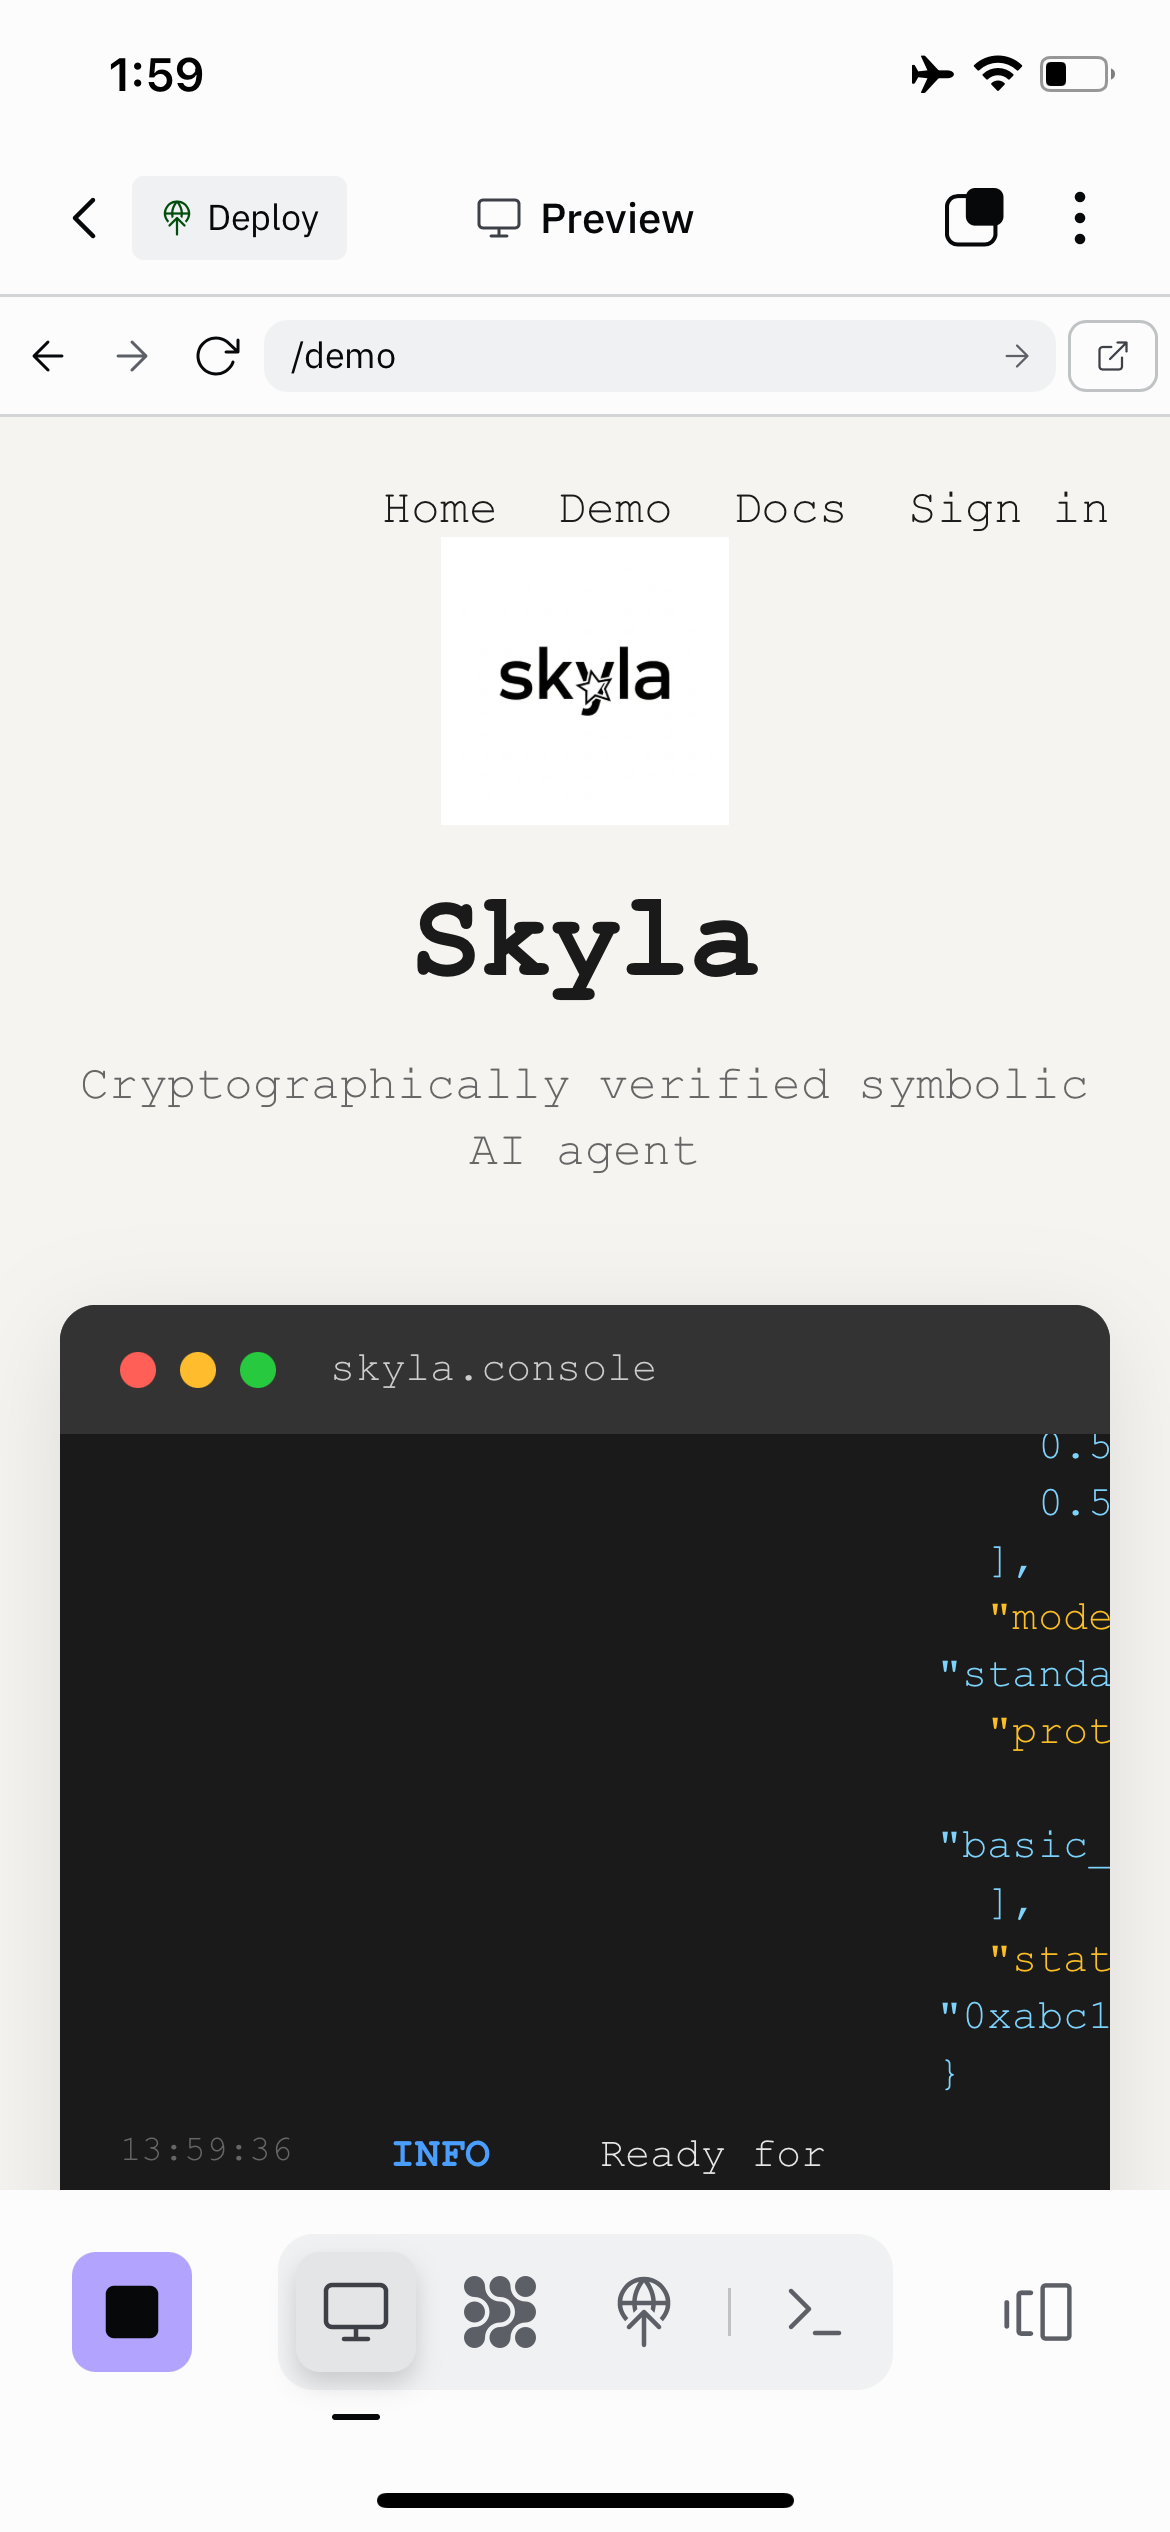 1:59
Deploy
Preview
/demo
Home Demo Docs Sign in
skyla
Skyla
Cryptographically verified symbolic
AI agent
skyla.console
0.5
0.5
],
"mode
"standa
"prot
"basic_
],
"stat
"0xabc1
}
13:59:36 INFO Ready for